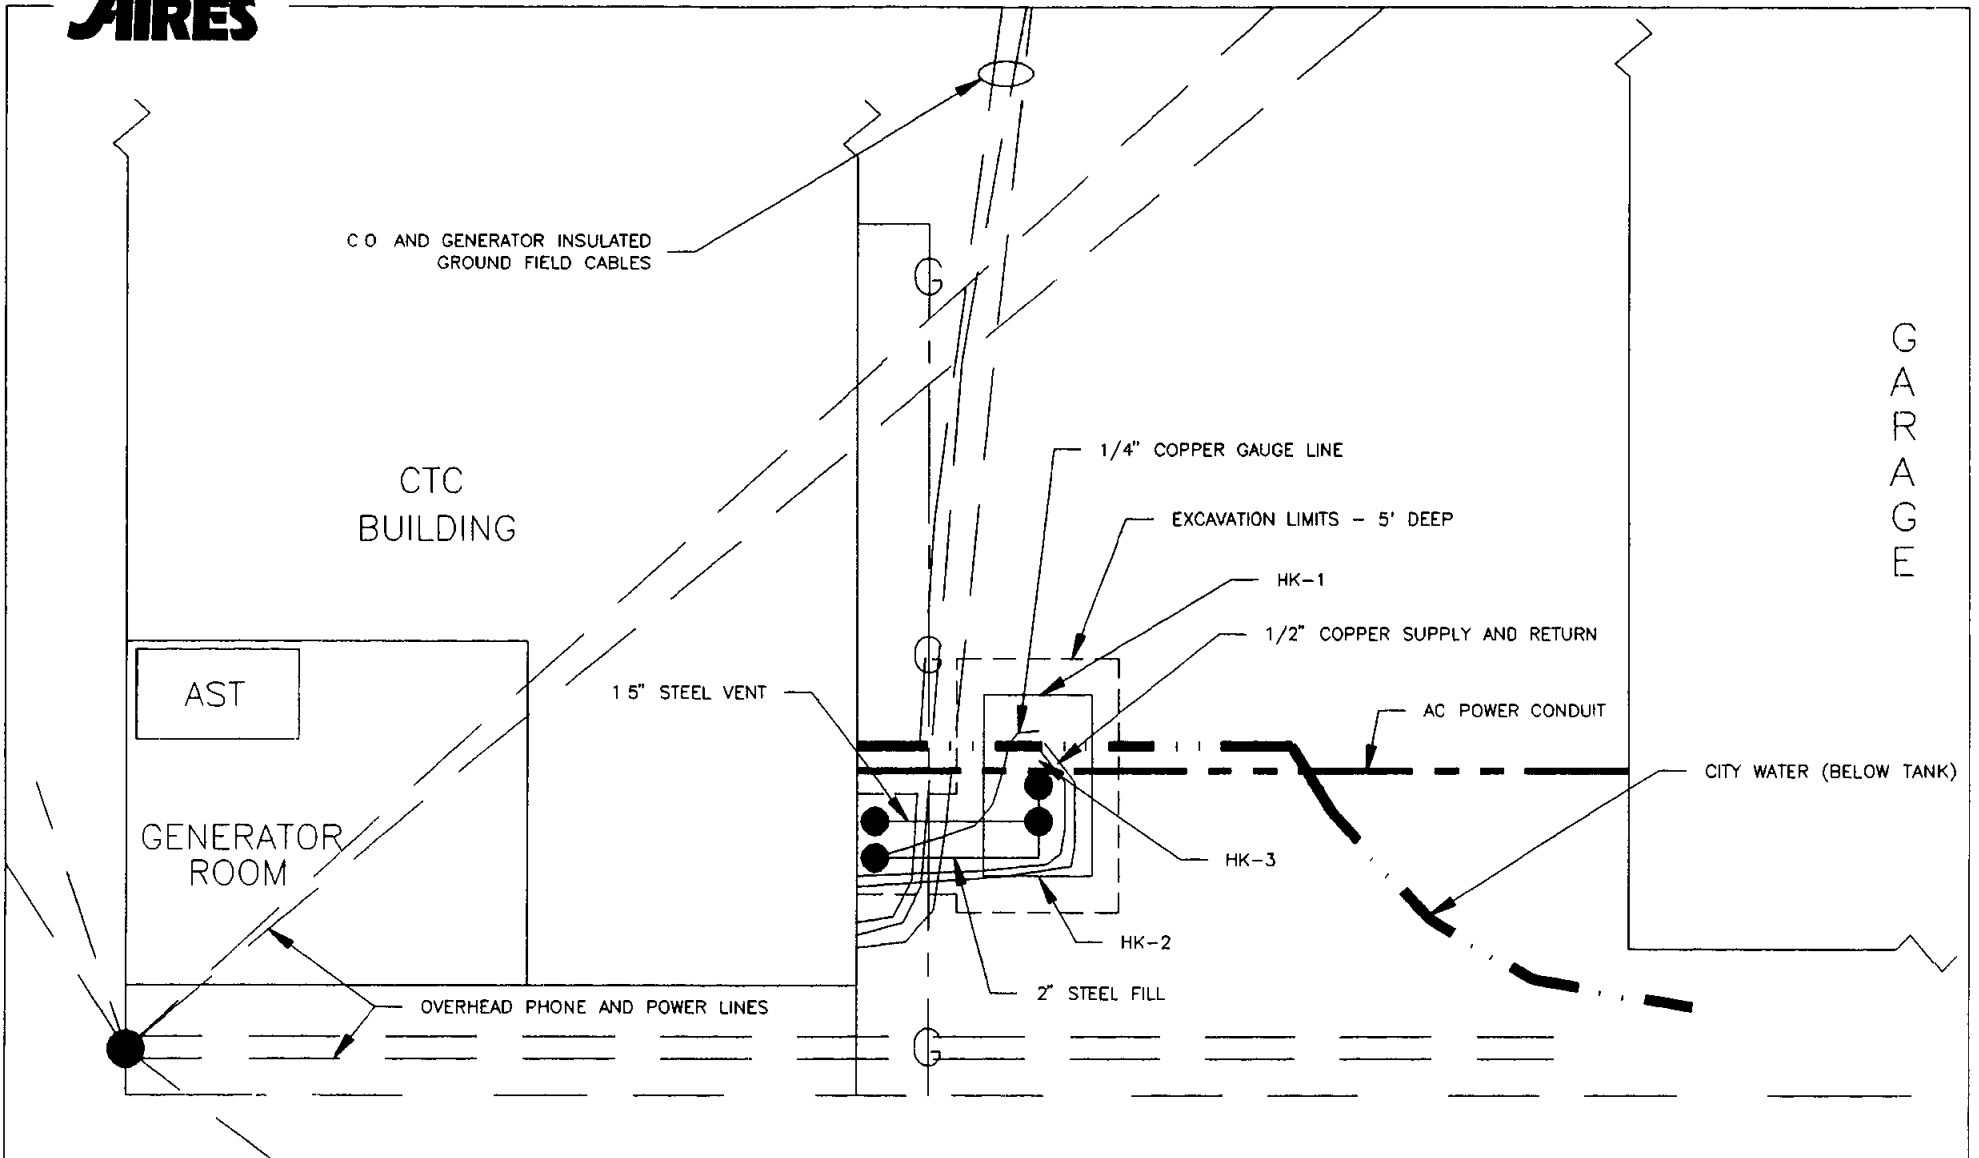 AIRES
C O AND GENERATOR INSULATED
GROUND FIELD CABLES
G
GARAGE
1/4" COPPER GAUGE LINE
CTC
BUILDING
EXCAVATION LIMITS - 5' DEEP
HK-1
1/2" COPPER SUPPLY AND RETURN
G
AST
1 5" STEEL VENT
AC POWER CONDUIT
CITY WATER (BELOW TANK)
GENERATOR
ROOM
HK-3
HK-2
2" STEEL FILL
OVERHEAD PHONE AND POWER LINES
G